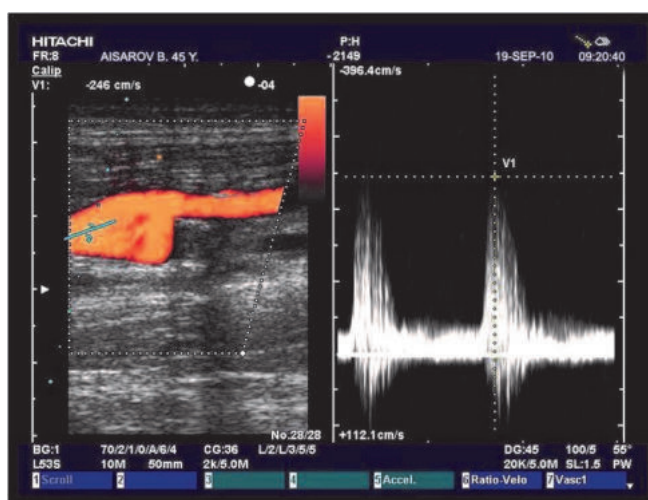 HITACHI P:H
FR:8 AISAROV B. 45 Y. -2149 19-SEP-10 09:20:40
Calip -396.4cm/s
V1: -246 cm/s -04
V1
No.28/28 +112.1cm/s
BG:1 70/2/1/0/A/6/4 CG:36 L/2/L/3/5/5 DG:45 100/5 55°
L53S 10M 50mm 2k/5.0M 20K/5.0M SL:1.5 PW
1 Scroll 2 3 4 5 Accel. 6 Ratio-Velo 7 Vasc1